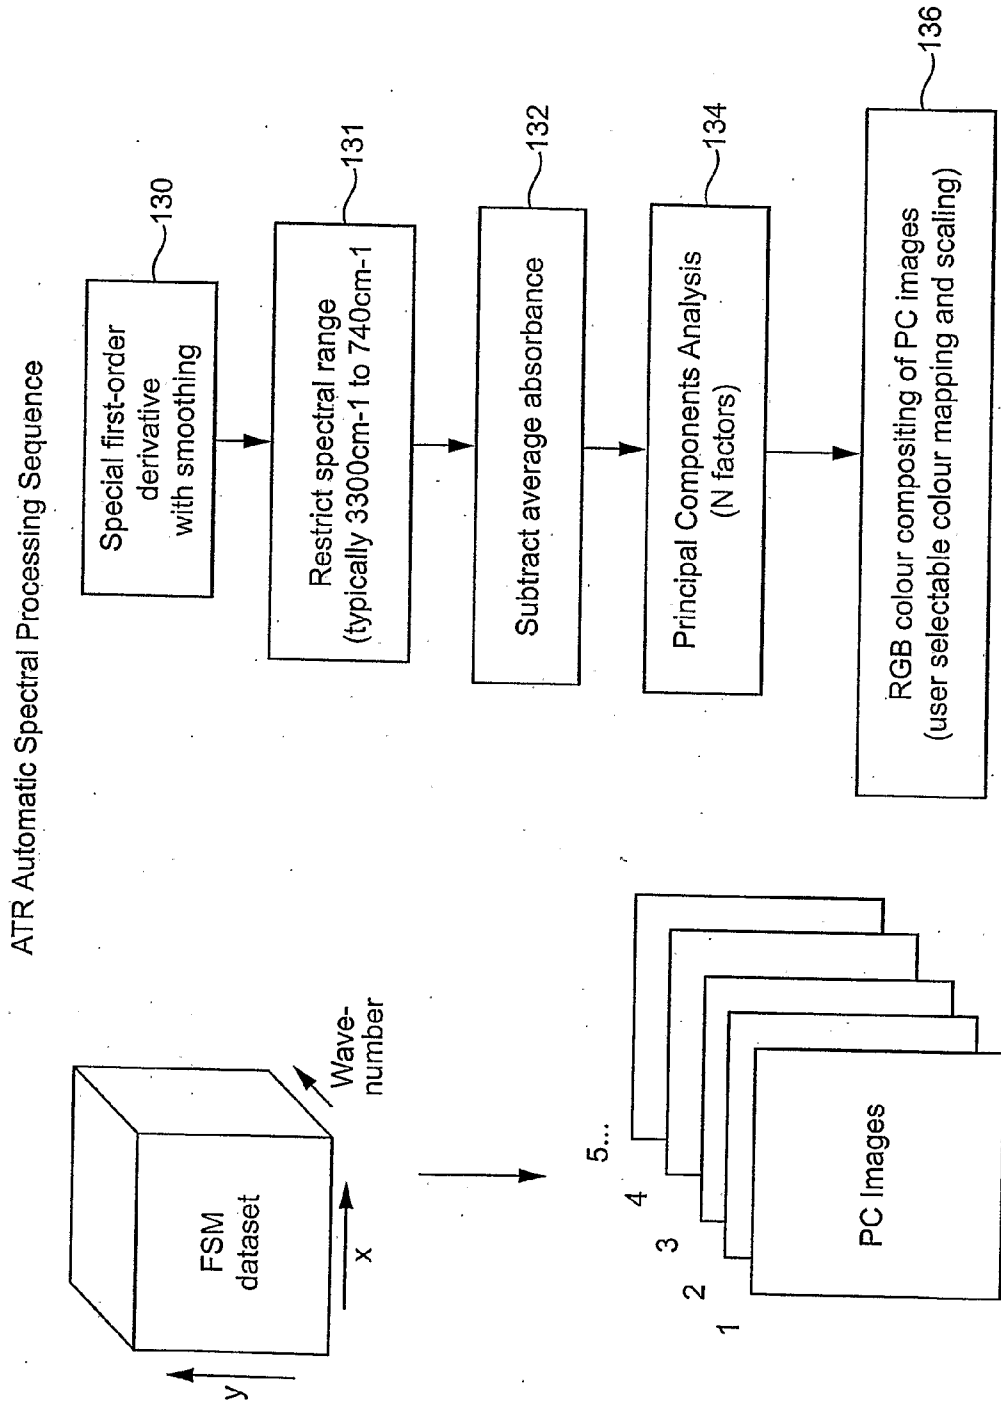 ATR Automatic Spectral Processing Sequence
FSM
dataset
y
x
Wave-
number
1
2
3
4
5...
PC Images
Special first-order
derivative
with smoothing
130
Restrict spectral range
(typically 3300cm-1 to 740cm-1
131
Subtract average absorbance
132
Principal Components Analysis
(N factors)
134
RGB colour compositing of PC images
(user selectable colour mapping and scaling)
136